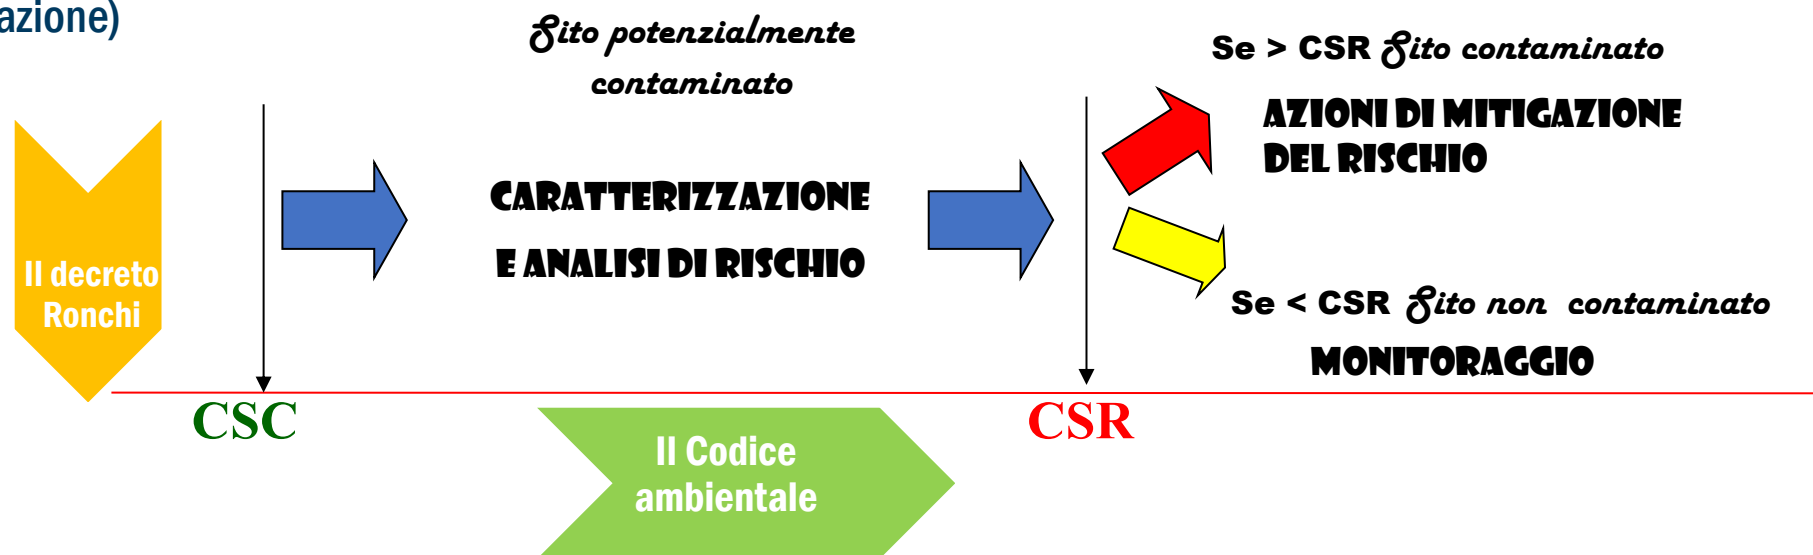 azione)
Sito potenzialmente
contaminato
Se > CSR Sito contaminato
AZIONI DI MITIGAZIONE
DEL RISCHIO
CARATTERIZZAZIONE
E ANALISI DI RISCHIO
Il decreto
Ronchi
Se < CSR Sito non contaminato
MONITORAGGIO
CSC
CSR
Il Codice
ambientale